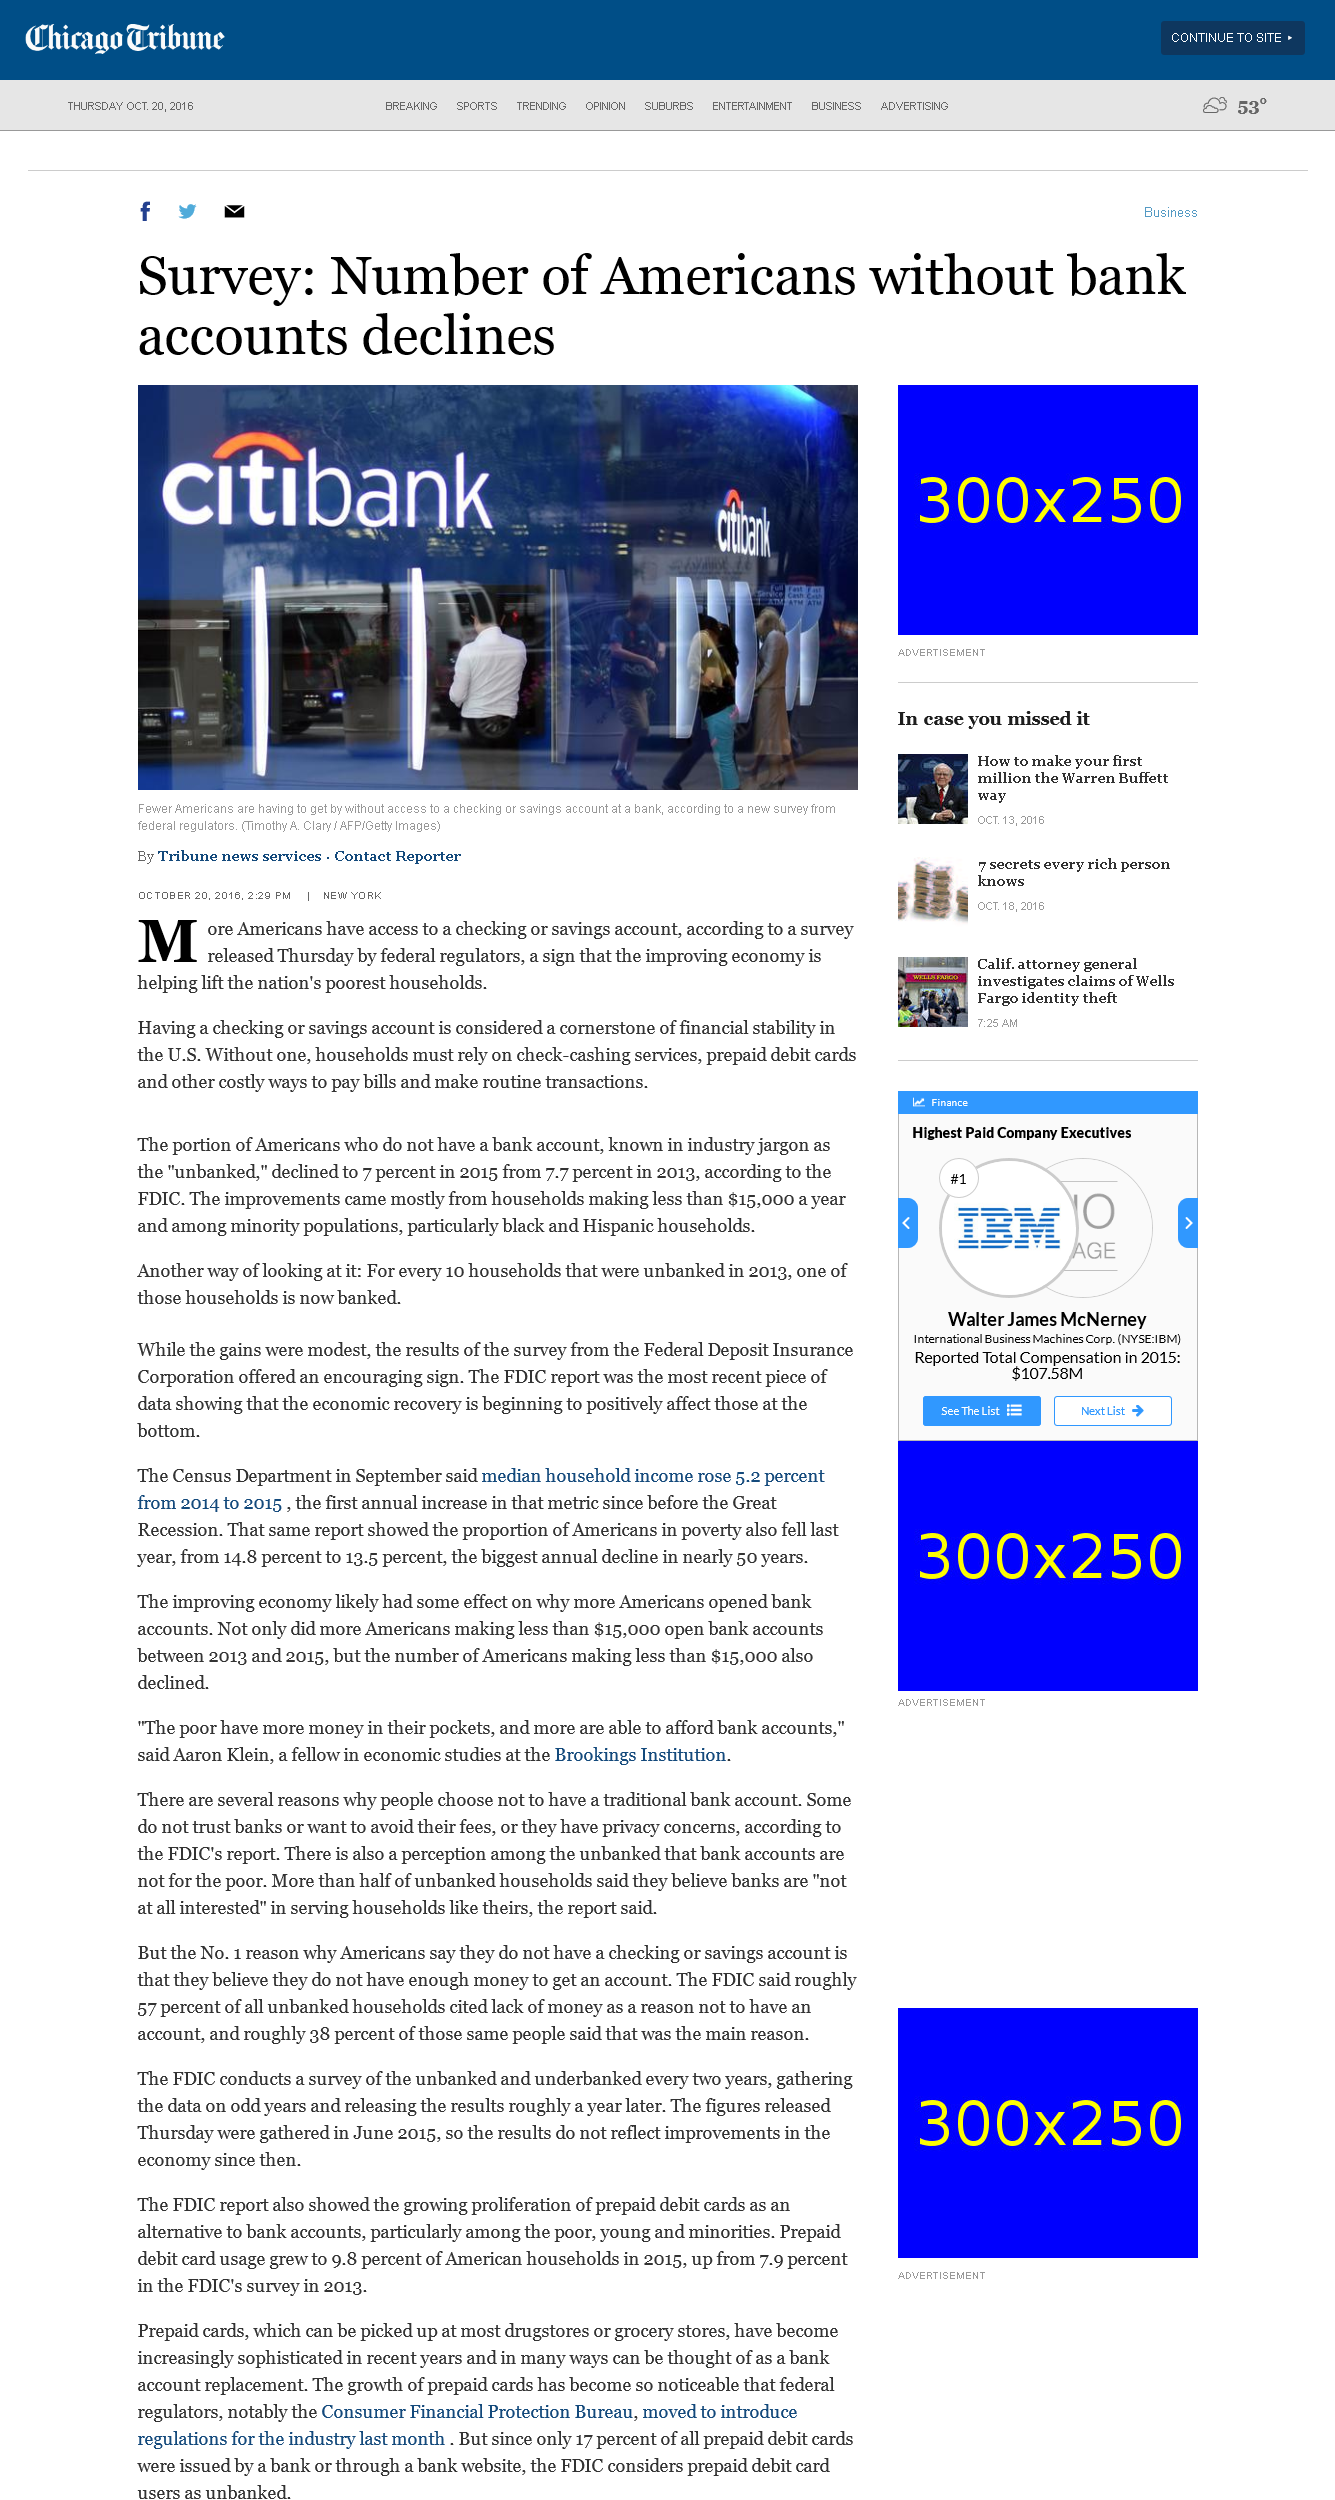 Chicago Tribune
CONTINUE TO SITE ▸
THURSDAY OCT. 20, 2016
BREAKING SPORTS TRENDING OPINION SUBURBS ENTERTAINMENT BUSINESS ADVERTISING
53°
Business
Survey: Number of Americans without bank
accounts declines
citibank
citibank
Fewer Americans are having to get by without access to a checking or savings account at a bank, according to a new survey from
federal regulators. (Timothy A. Clary / AFP/Getty Images)
By Tribune news services · Contact Reporter
OCTOBER 20, 2016, 2:29 PM | NEW YORK
More Americans have access to a checking or savings account, according to a survey
released Thursday by federal regulators, a sign that the improving economy is
helping lift the nation's poorest households.
Having a checking or savings account is considered a cornerstone of financial stability in
the U.S. Without one, households must rely on check-cashing services, prepaid debit cards
and other costly ways to pay bills and make routine transactions.
The portion of Americans who do not have a bank account, known in industry jargon as
the "unbanked," declined to 7 percent in 2015 from 7.7 percent in 2013, according to the
FDIC. The improvements came mostly from households making less than $15,000 a year
and among minority populations, particularly black and Hispanic households.
Another way of looking at it: For every 10 households that were unbanked in 2013, one of
those households is now banked.
While the gains were modest, the results of the survey from the Federal Deposit Insurance
Corporation offered an encouraging sign. The FDIC report was the most recent piece of
data showing that the economic recovery is beginning to positively affect those at the
bottom.
The Census Department in September said median household income rose 5.2 percent
from 2014 to 2015 , the first annual increase in that metric since before the Great
Recession. That same report showed the proportion of Americans in poverty also fell last
year, from 14.8 percent to 13.5 percent, the biggest annual decline in nearly 50 years.
The improving economy likely had some effect on why more Americans opened bank
accounts. Not only did more Americans making less than $15,000 open bank accounts
between 2013 and 2015, but the number of Americans making less than $15,000 also
declined.
"The poor have more money in their pockets, and more are able to afford bank accounts,"
said Aaron Klein, a fellow in economic studies at the Brookings Institution.
There are several reasons why people choose not to have a traditional bank account. Some
do not trust banks or want to avoid their fees, or they have privacy concerns, according to
the FDIC's report. There is also a perception among the unbanked that bank accounts are
not for the poor. More than half of unbanked households said they believe banks are "not
at all interested" in serving households like theirs, the report said.
But the No. 1 reason why Americans say they do not have a checking or savings account is
that they believe they do not have enough money to get an account. The FDIC said roughly
57 percent of all unbanked households cited lack of money as a reason not to have an
account, and roughly 38 percent of those same people said that was the main reason.
The FDIC conducts a survey of the unbanked and underbanked every two years, gathering
the data on odd years and releasing the results roughly a year later. The figures released
Thursday were gathered in June 2015, so the results do not reflect improvements in the
economy since then.
The FDIC report also showed the growing proliferation of prepaid debit cards as an
alternative to bank accounts, particularly among the poor, young and minorities. Prepaid
debit card usage grew to 9.8 percent of American households in 2015, up from 7.9 percent
in the FDIC's survey in 2013.
Prepaid cards, which can be picked up at most drugstores or grocery stores, have become
increasingly sophisticated in recent years and in many ways can be thought of as a bank
account replacement. The growth of prepaid cards has become so noticeable that federal
regulators, notably the Consumer Financial Protection Bureau, moved to introduce
regulations for the industry last month . But since only 17 percent of all prepaid debit cards
were issued by a bank or through a bank website, the FDIC considers prepaid debit card
users as unbanked.
300x250
ADVERTISEMENT
In case you missed it
How to make your first
million the Warren Buffett
way
OCT. 13, 2016
7 secrets every rich person
knows
OCT. 18, 2016
WELLS FARGO
Calif. attorney general
investigates claims of Wells
Fargo identity theft
7:25 AM
Finance
Highest Paid Company Executives
#1
IBM
IO
AGE
Walter James McNerney
International Business Machines Corp. (NYSE:IBM)
Reported Total Compensation in 2015:
$107.58M
See The List
Next List
300x250
ADVERTISEMENT
300x250
ADVERTISEMENT